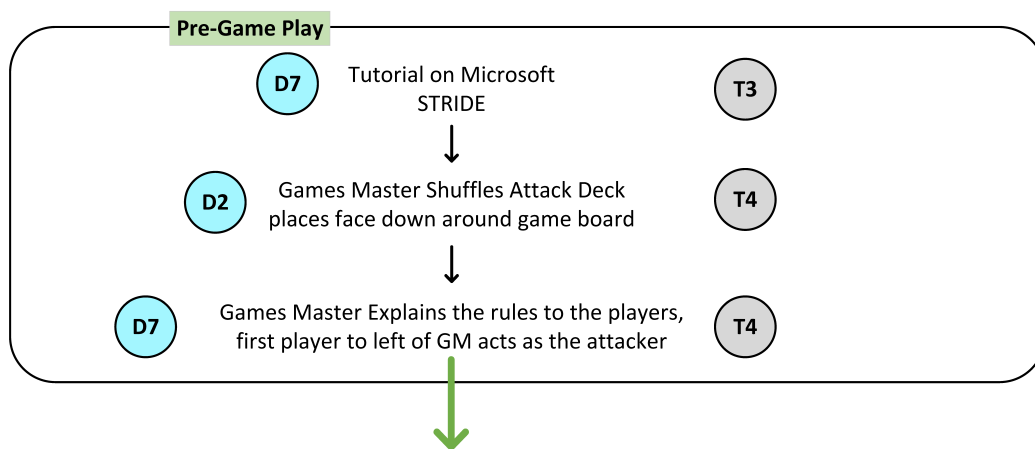 Pre-Game Play
D7
Tutorial on Microsoft
STRIDE
T3
D2
Games Master Shuffles Attack Deck
places face down around game board
T4
D7
Games Master Explains the rules to the players,
first player to left of GM acts as the attacker
T4